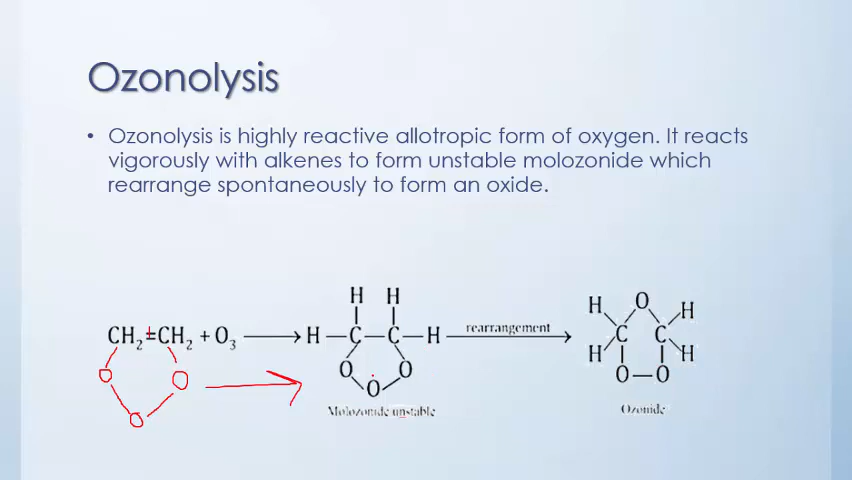 Ozonolysis
• Ozonolysis is highly reactive allotropic form of oxygen. It reacts
vigorously with alkenes to form unstable molozonide which
rearrange spontaneously to form an oxide.
CH₂=CH₂ + O₃
O O
O
H H
H—C—C—H
O O
O
Molozonide unstable
rearrangement
H O H
C C
H H
O—O
Ozonide